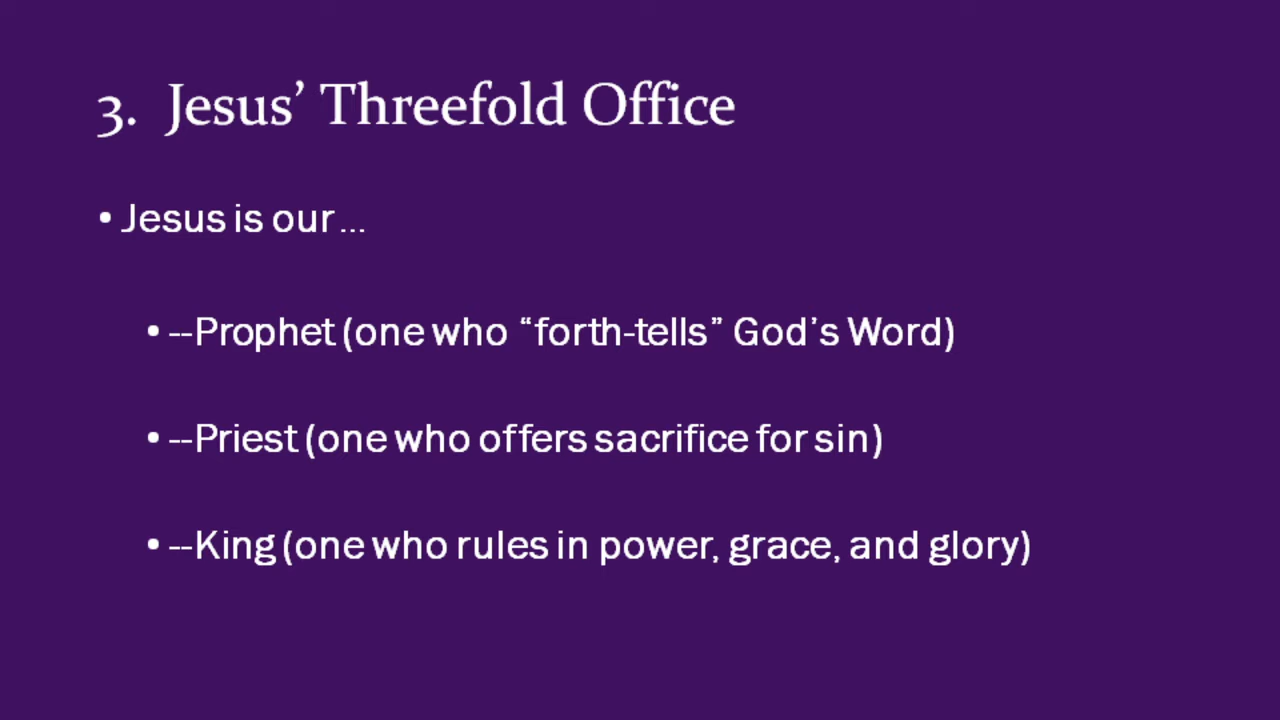 3. Jesus’ Threefold Office
• Jesus is our…
• --Prophet (one who “forth-tells” God’s Word)
• --Priest (one who offers sacrifice for sin)
• --King (one who rules in power, grace, and glory)